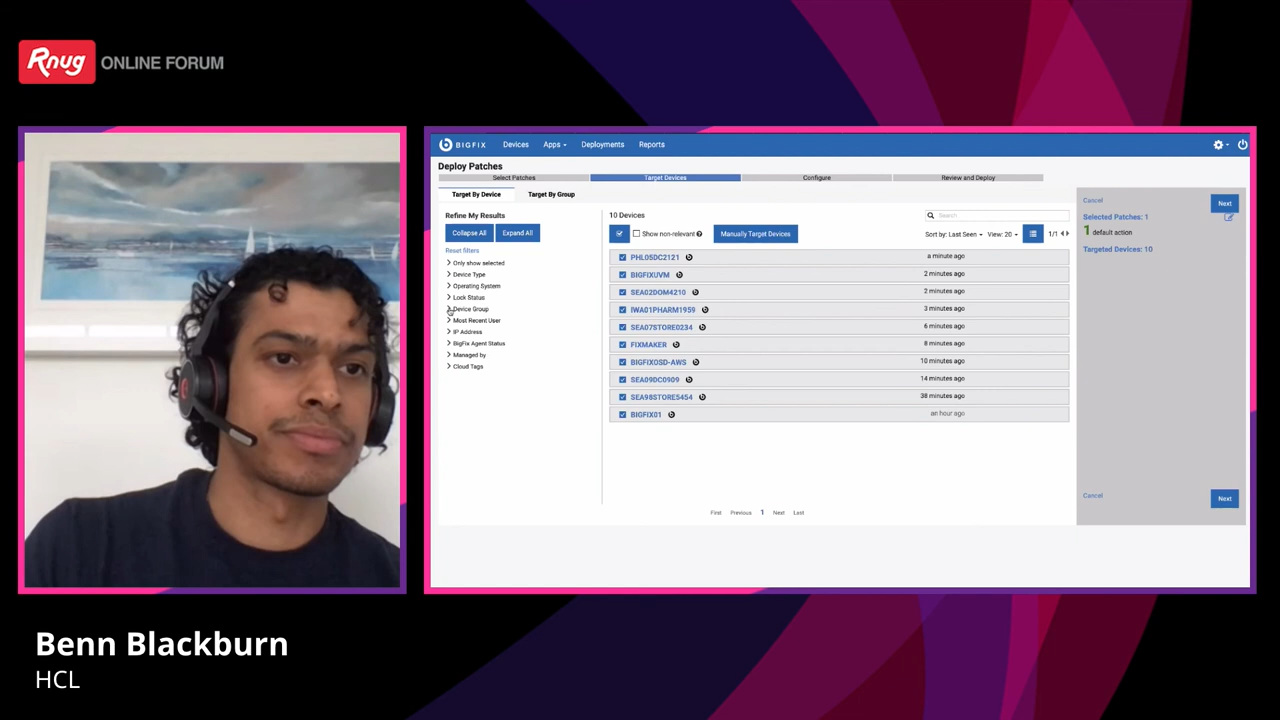 Rnug ONLINE FORUM
BIGFIX Devices Apps Deployments Reports
Deploy Patches
Select Patches Target Devices Configure Review and Deploy
Target By Device Target By Group
Refine My Results
Collapse All Expand All
Reset filters
Only show selected
Device Type
Operating System
Lock Status
Device Group
Most Recent User
IP Address
BigFix Agent Status
Managed by
Cloud Tags
10 Devices Search
Show non-relevant Manually Target Devices Sort by: Last Seen View: 20 1/1
PHL05DC2121 a minute ago
BIGFIXUVM 2 minutes ago
SEA02DOM4210 2 minutes ago
IWA01PHARM1959 3 minutes ago
SEA07STORE0234 6 minutes ago
FIXMAKER 8 minutes ago
BIGFIXOSD-AWS 10 minutes ago
SEA09DC0909 14 minutes ago
SEA98STORE5454 38 minutes ago
BIGFIX01 an hour ago
First Previous 1 Next Last
Cancel Next
Selected Patches: 1
1 default action
Targeted Devices: 10
Cancel Next
Benn Blackburn
HCL